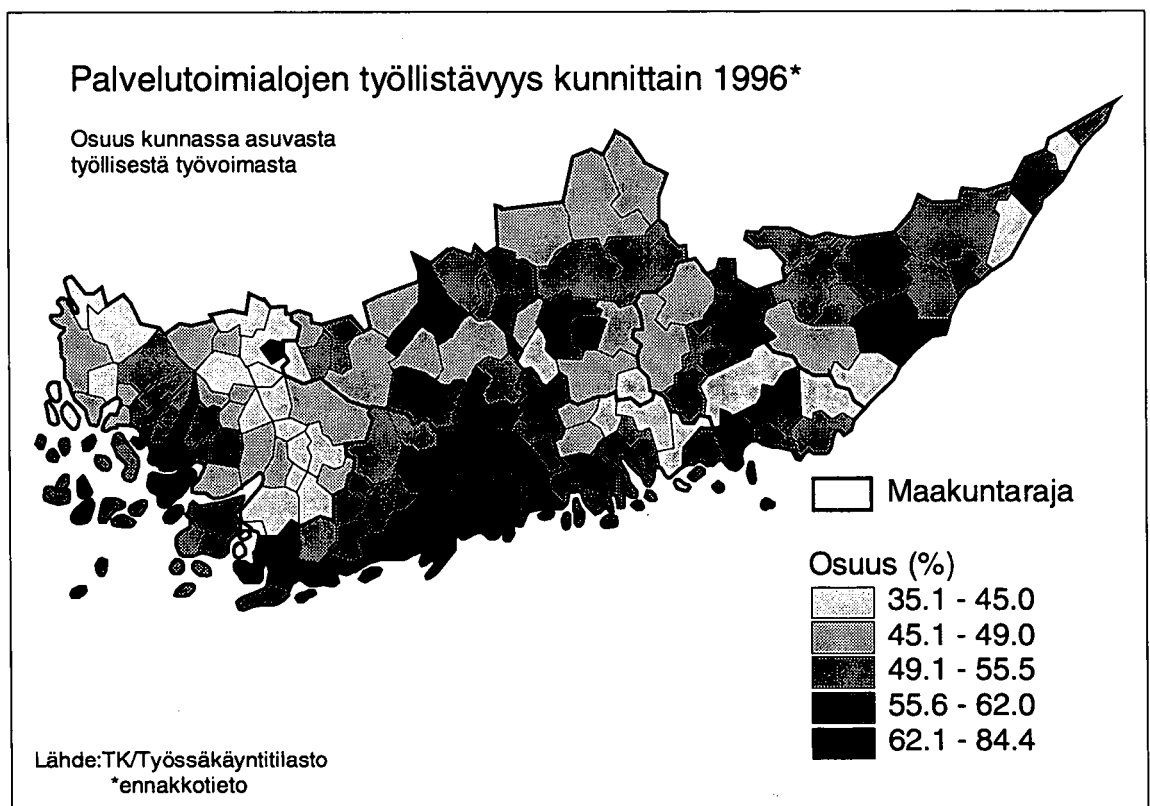 Palvelutoimialojen työllistävyys kunnittain 1996*
Osuus kunnassa asuvasta
työllisestä työvoimasta
Maakuntaraja
Osuus (%)
35.1 - 45.0
45.1 - 49.0
49.1 - 55.5
55.6 - 62.0
62.1 - 84.4
Lähde:TK/Työssäkäyntitilasto
*ennakkotieto